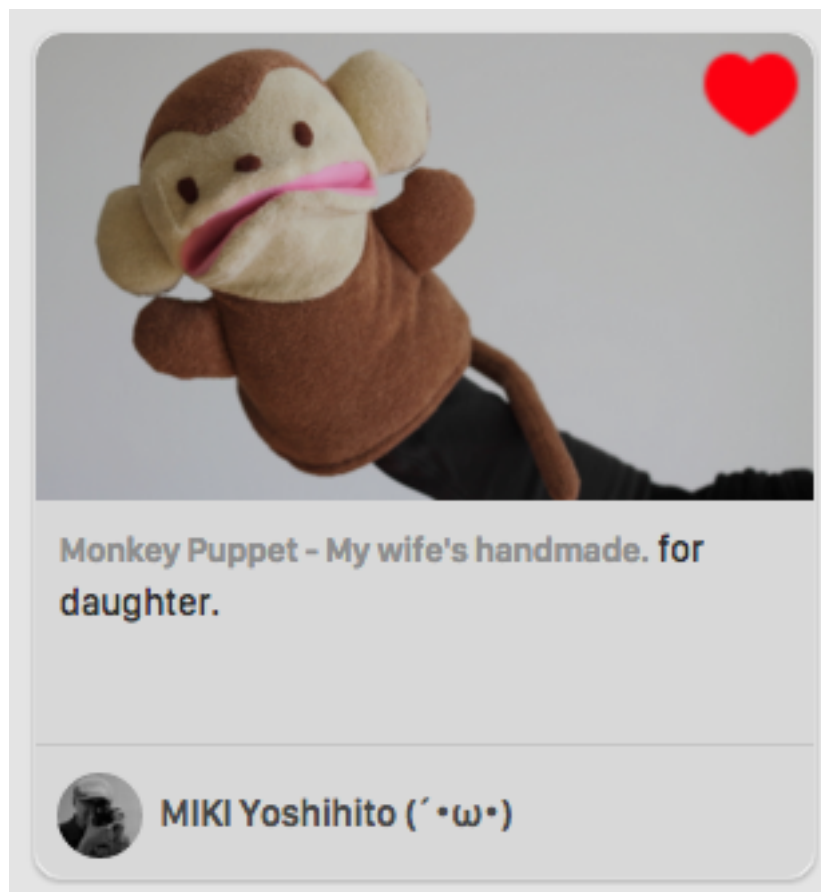 Monkey Puppet - My wife's handmade. for
daughter.
MIKI Yoshihito (´･ω･)